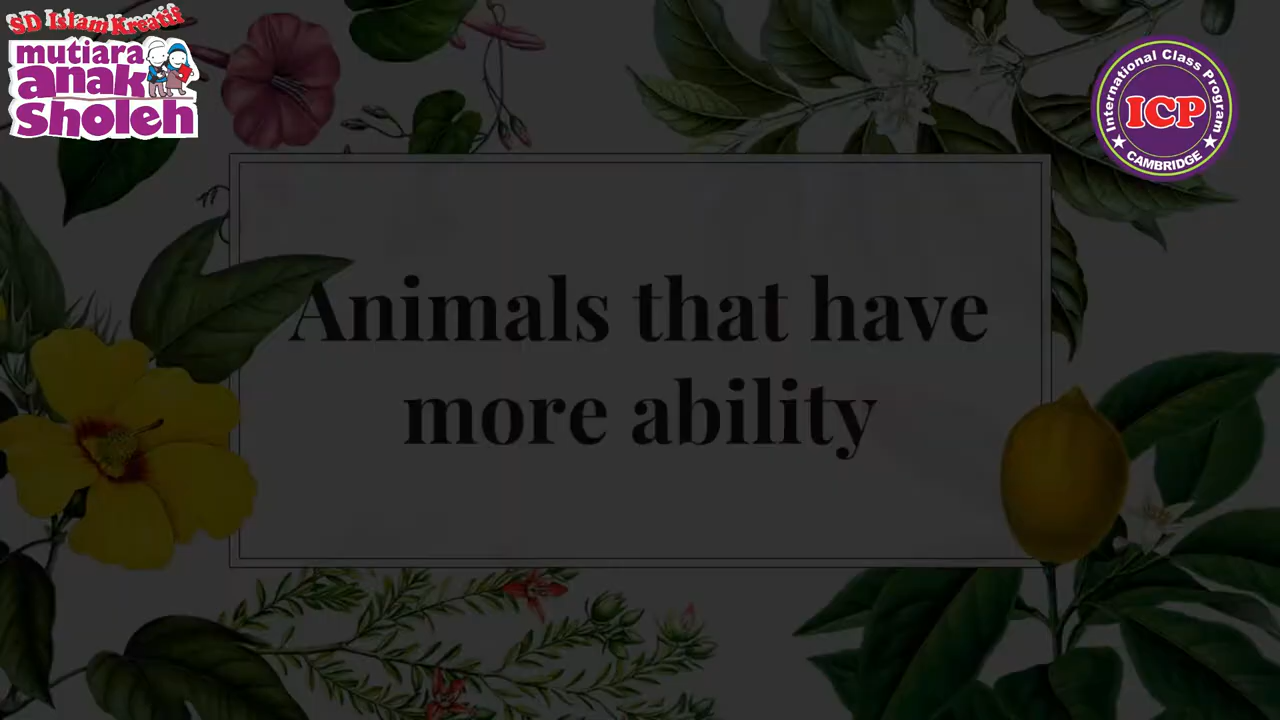 SD Islam Kreatif
mutiara
anak
sholeh
International Class Program
ICP
CAMBRIDGE
Animals that have
more ability